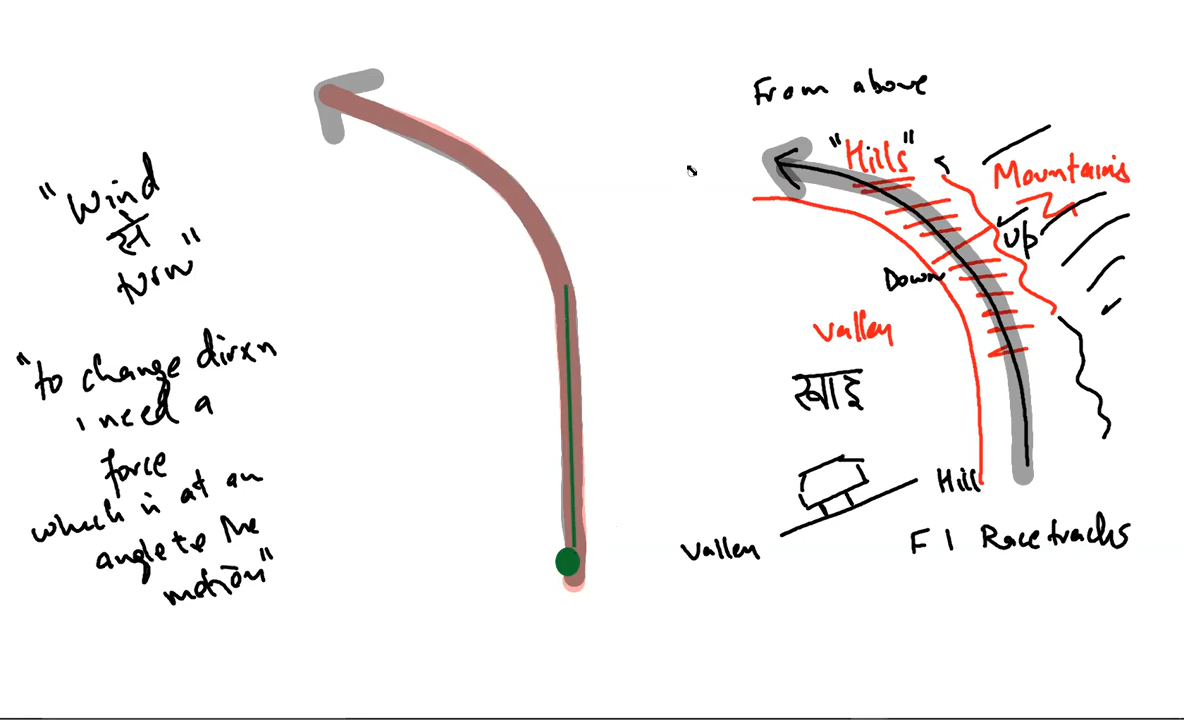 "Wind
से
turn"
"to change dirxn
I need a
force
which is at an
angle to the
motion"
From above
"Hills"
Mountains
Up
Down
valley
खाइ
Hill
valley
F 1 Racetracks